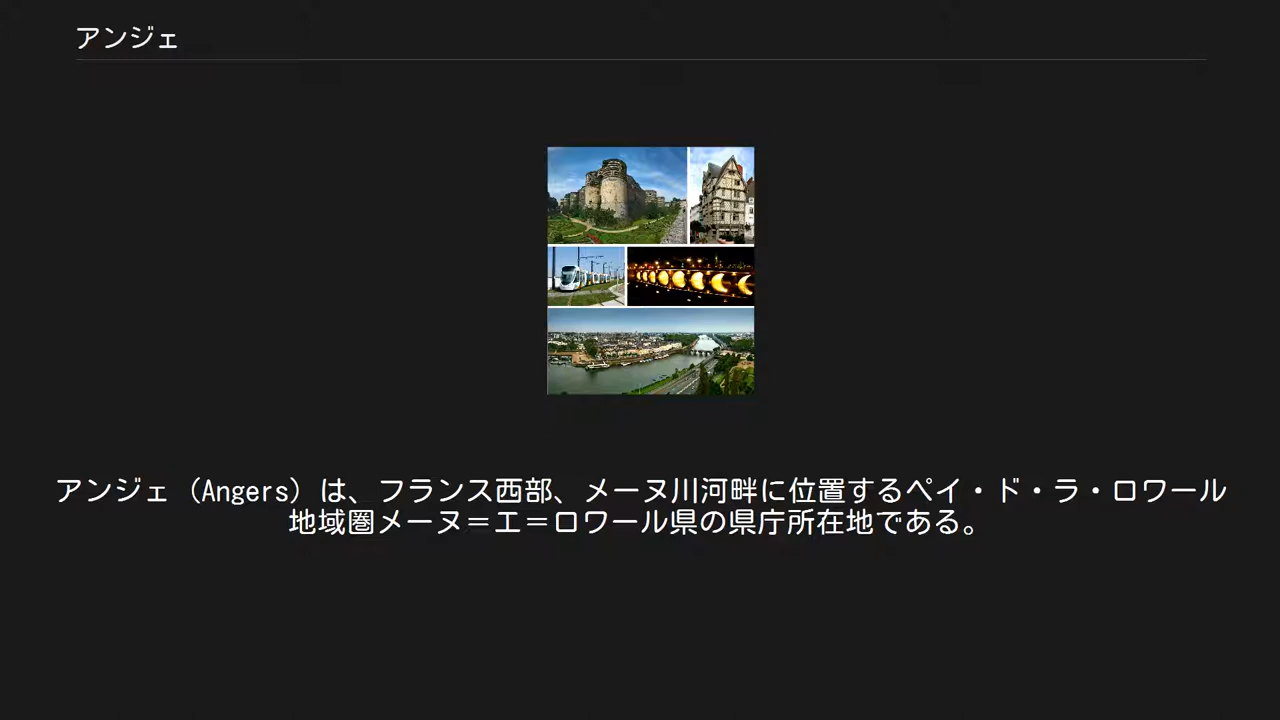 アンジェ
アンジェ（Angers）は、フランス西部、メーヌ川河畔に位置するペイ・ド・ラ・ロワール
地域圏メーヌ＝エ＝ロワール県の県庁所在地である。